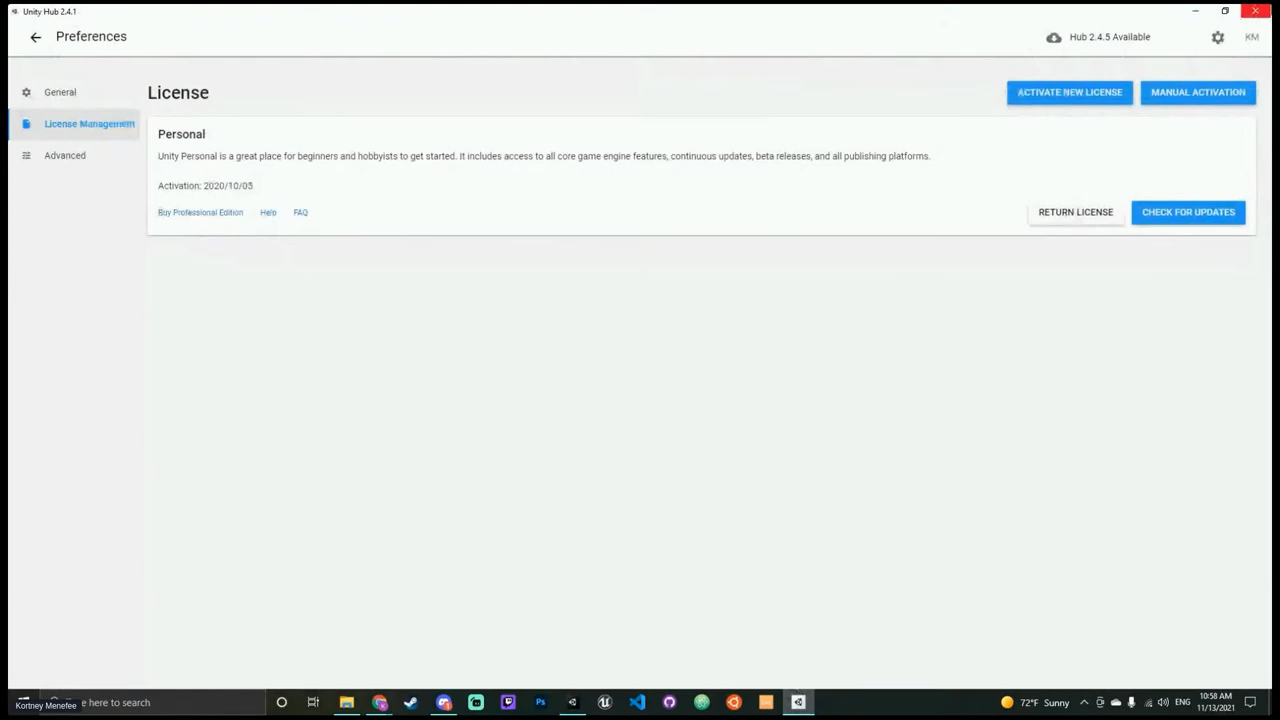 Unity Hub 2.4.1
Preferences
Hub 2.4.5 Available
KM
General
License Management
Advanced
License
ACTIVATE NEW LICENSE
MANUAL ACTIVATION
Personal
Unity Personal is a great place for beginners and hobbyists to get started. It includes access to all core game engine features, continuous updates, beta releases, and all publishing platforms.
Activation: 2020/10/05
Buy Professional Edition Help FAQ
RETURN LICENSE
CHECK FOR UPDATES
Kortney Menefee
here to search
Ps
72°F Sunny
ENG
10:58 AM
11/13/2021